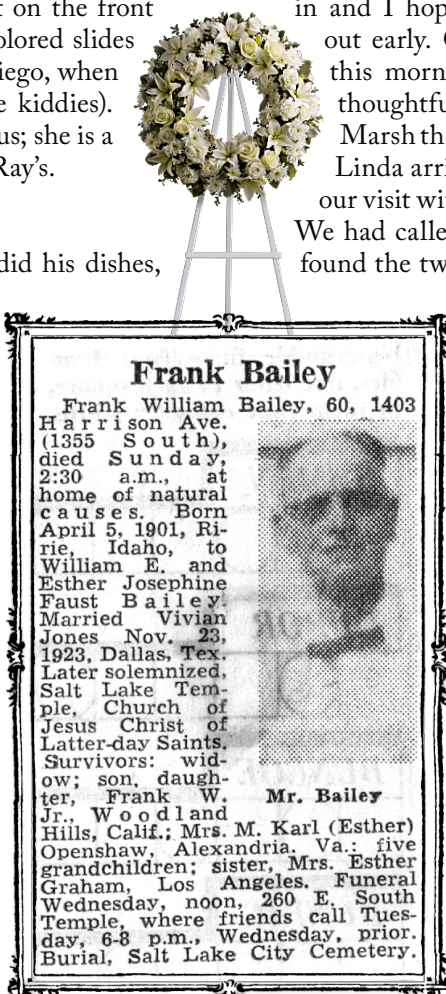 t on the front
olored slides
iego, when
e kiddies).
us; she is a
Ray's.
did his dishes,
in and I hop
out early.
this morn
thoughtfu
Marsh th
Linda arri
our visit wi
We had calle
found the tw
Frank Bailey
Frank William Bailey, 60, 1403
Harrison Ave.
(1355 South),
died Sunday,
2:30 a.m., at
home of natural
causes. Born
April 5, 1901, Ri-
rie, Idaho, to
William E. and
Esther Josephine
Faust Bailey.
Married Vivian
Jones Nov. 23,
1923, Dallas, Tex.
Later solemnized,
Salt Lake Tem-
ple, Church of
Jesus Christ of
Latter-day Saints.
Survivors: wid-
ow; son, daugh-
ter, Frank W.
Jr., Woodland
Hills, Calif.; Mrs. M. Karl (Esther)
Openshaw, Alexandria, Va.; five
grandchildren; sister, Mrs. Esther
Graham, Los Angeles. Funeral
Wednesday, noon, 260 E. South
Temple, where friends call Tues-
day, 6-8 p.m., Wednesday, prior.
Burial, Salt Lake City Cemetery.
Mr. Bailey